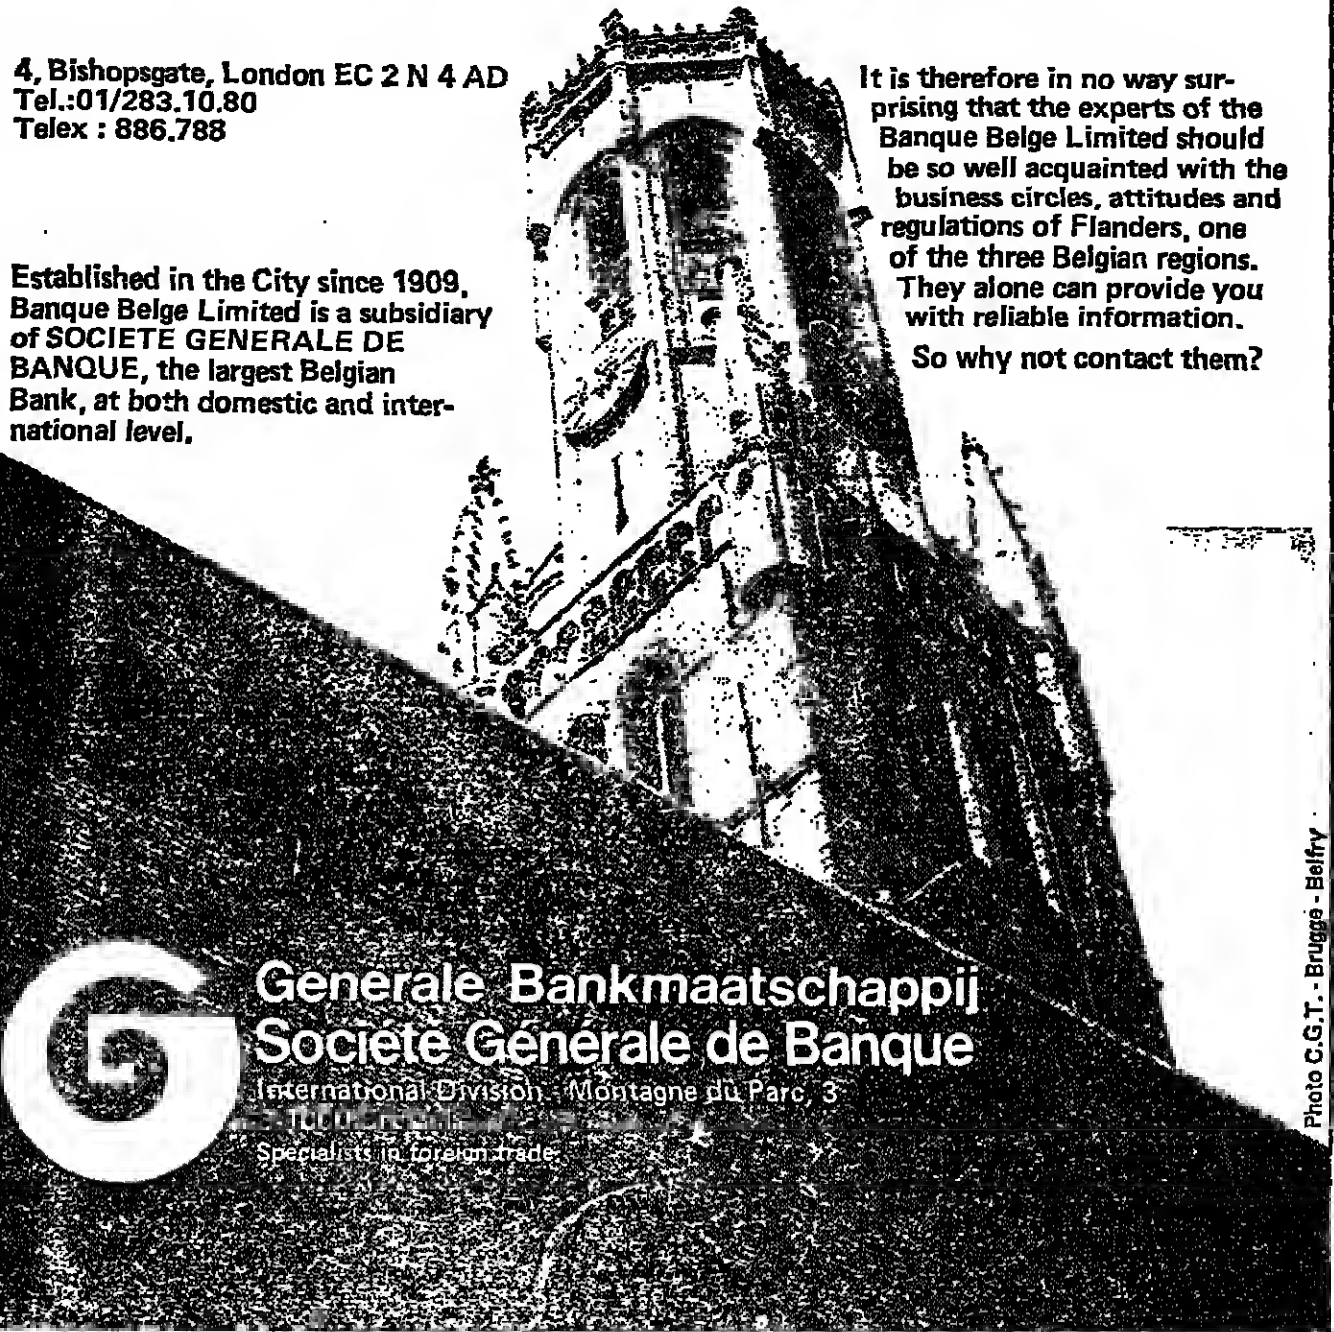 4, Bishopsgate, London EC 2 N 4 AD
Tel.:01/283.10.80
Telex : 886.788
Established in the City since 1909,
Banque Belge Limited is a subsidiary
of SOCIETE GENERALE DE
BANQUE, the largest Belgian
Bank, at both domestic and inter-
national level.
It is therefore in no way sur-
prising that the experts of the
Banque Belge Limited should
be so well acquainted with the
business circles, attitudes and
regulations of Flanders, one
of the three Belgian regions.
They alone can provide you
with reliable information.
So why not contact them?
Generale Bankmaatschappij
Société Générale de Banque
International Division - Montagne du Parc, 3
Specialists in foreign trade
Photo C.G.T. - Brugge - Belfry